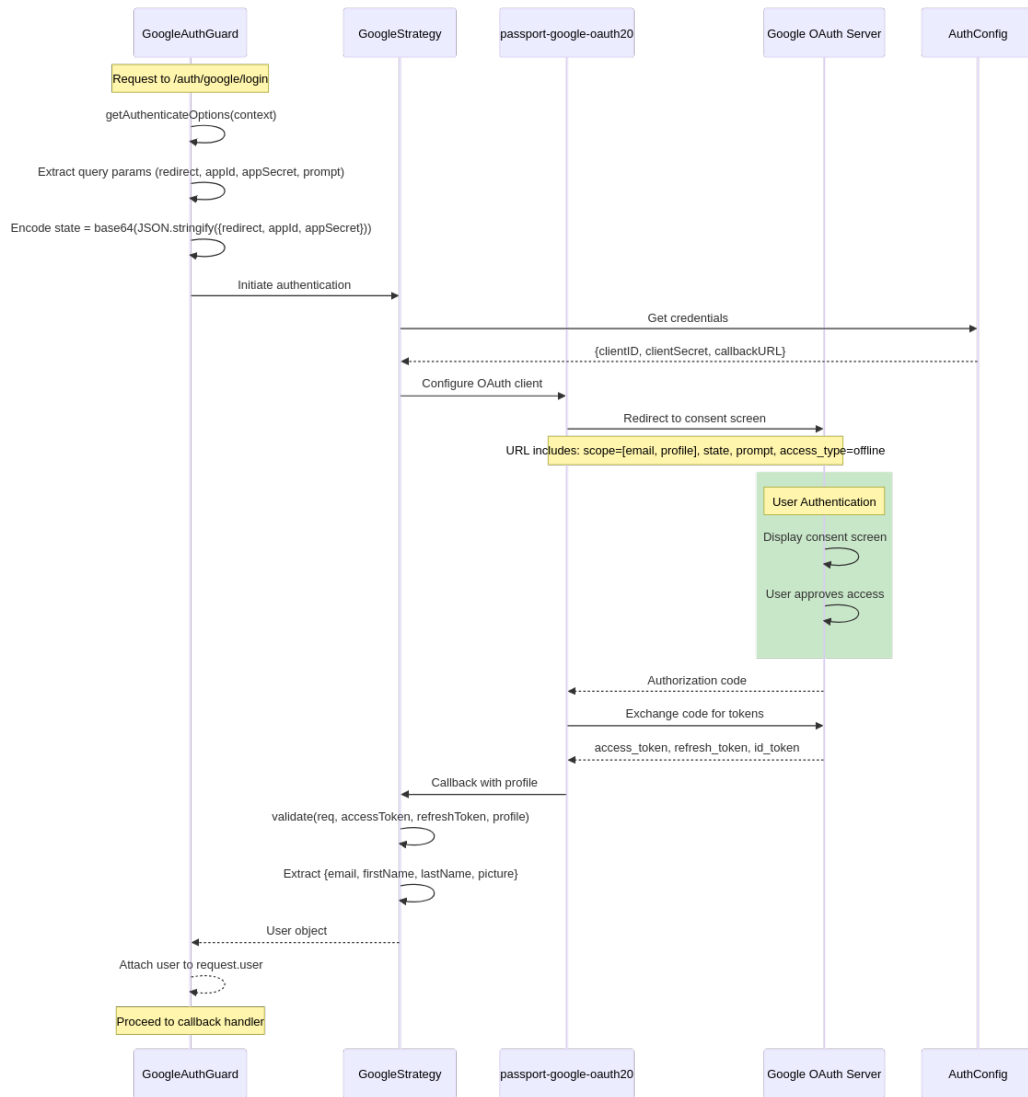 GoogleAuthGuard
GoogleStrategy
passport-google-oauth20
Google OAuth Server
AuthConfig
Request to /auth/google/login
getAuthenticateOptions(context)
Extract query params (redirect, appId, appSecret, prompt)
Encode state = base64(JSON.stringify({redirect, appId, appSecret}))
Initiate authentication
Get credentials
{clientID, clientSecret, callbackURL}
Configure OAuth client
Redirect to consent screen
URL includes: scope=[email, profile], state, prompt, access_type=offline
User Authentication
Display consent screen
User approves access
Authorization code
Exchange code for tokens
access_token, refresh_token, id_token
Callback with profile
validate(req, accessToken, refreshToken, profile)
Extract {email, firstName, lastName, picture}
User object
Attach user to request.user
Proceed to callback handler
GoogleAuthGuard
GoogleStrategy
passport-google-oauth20
Google OAuth Server
AuthConfig